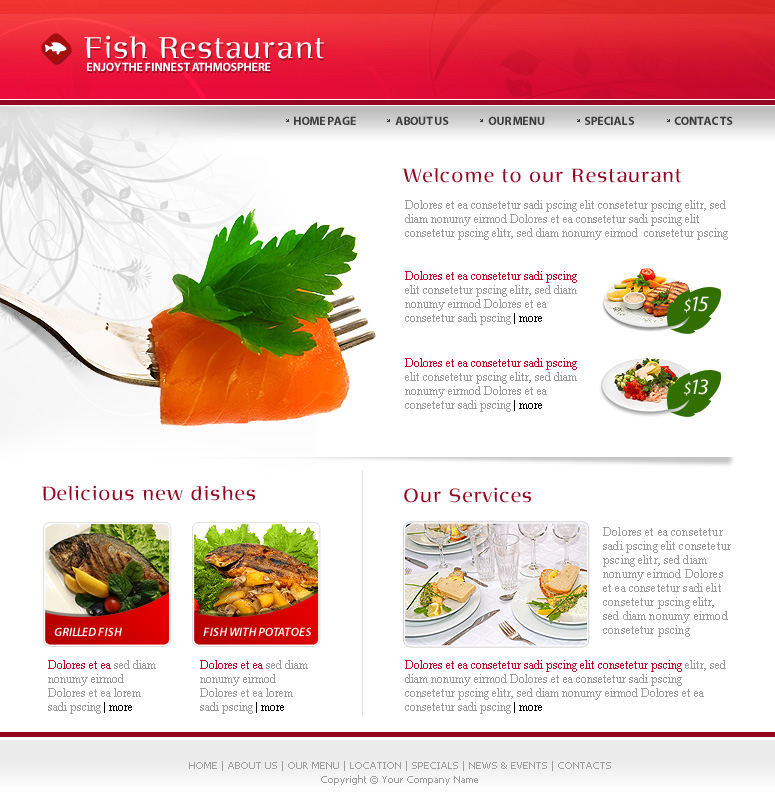 Fish Restaurant
ENJOY THE FINNEST ATHMOSPHERE
HOME PAGE
ABOUT US
OUR MENU
SPECIALS
CONTACTS
Welcome to our Restaurant
Dolores et ea consetetur sadi pscing elit consetetur pscing elitr, sed
diam nonumy eirmod Dolores et ea consetetur sadi pscing elit
consetetur pscing elitr, sed diam nonumy eirmod consetetur pscing
Dolores et ea consetetur sadi pscing
elit consetetur pscing elitr, sed diam
nonumy eirmod Dolores et ea
consetetur sadi pscing | more
$15
Dolores et ea consetetur sadi pscing
elit consetetur pscing elitr, sed diam
nonumy eirmod Dolores et ea
consetetur sadi pscing | more
$13
Delicious new dishes
GRILLED FISH
Dolores et ea sed diam
nonumy eirmod
Dolores et ea lorem
sadi pscing | more
FISH WITH POTATOES
Dolores et ea sed diam
nonumy eirmod
Dolores et ea lorem
sadi pscing | more
Our Services
Dolores et ea consetetur
sadi pscing elit consetetur
pscing elitr, sed diam
nonumy eirmod Dolores
et ea consetetur sadi elit
consetetur pscing elitr,
sed diam nonumy eirmod
consetetur pscing
Dolores et ea consetetur sadi pscing elit consetetur pscing elitr, sed
diam nonumy eirmod Dolores et ea consetetur sadi pscing
consetetur pscing elitr, sed diam nonumy eirmod Dolores et ea
consetetur sadi pscing | more
HOME | ABOUT US | OUR MENU | LOCATION | SPECIALS | NEWS & EVENTS | CONTACTS
Copyright © Your Company Name